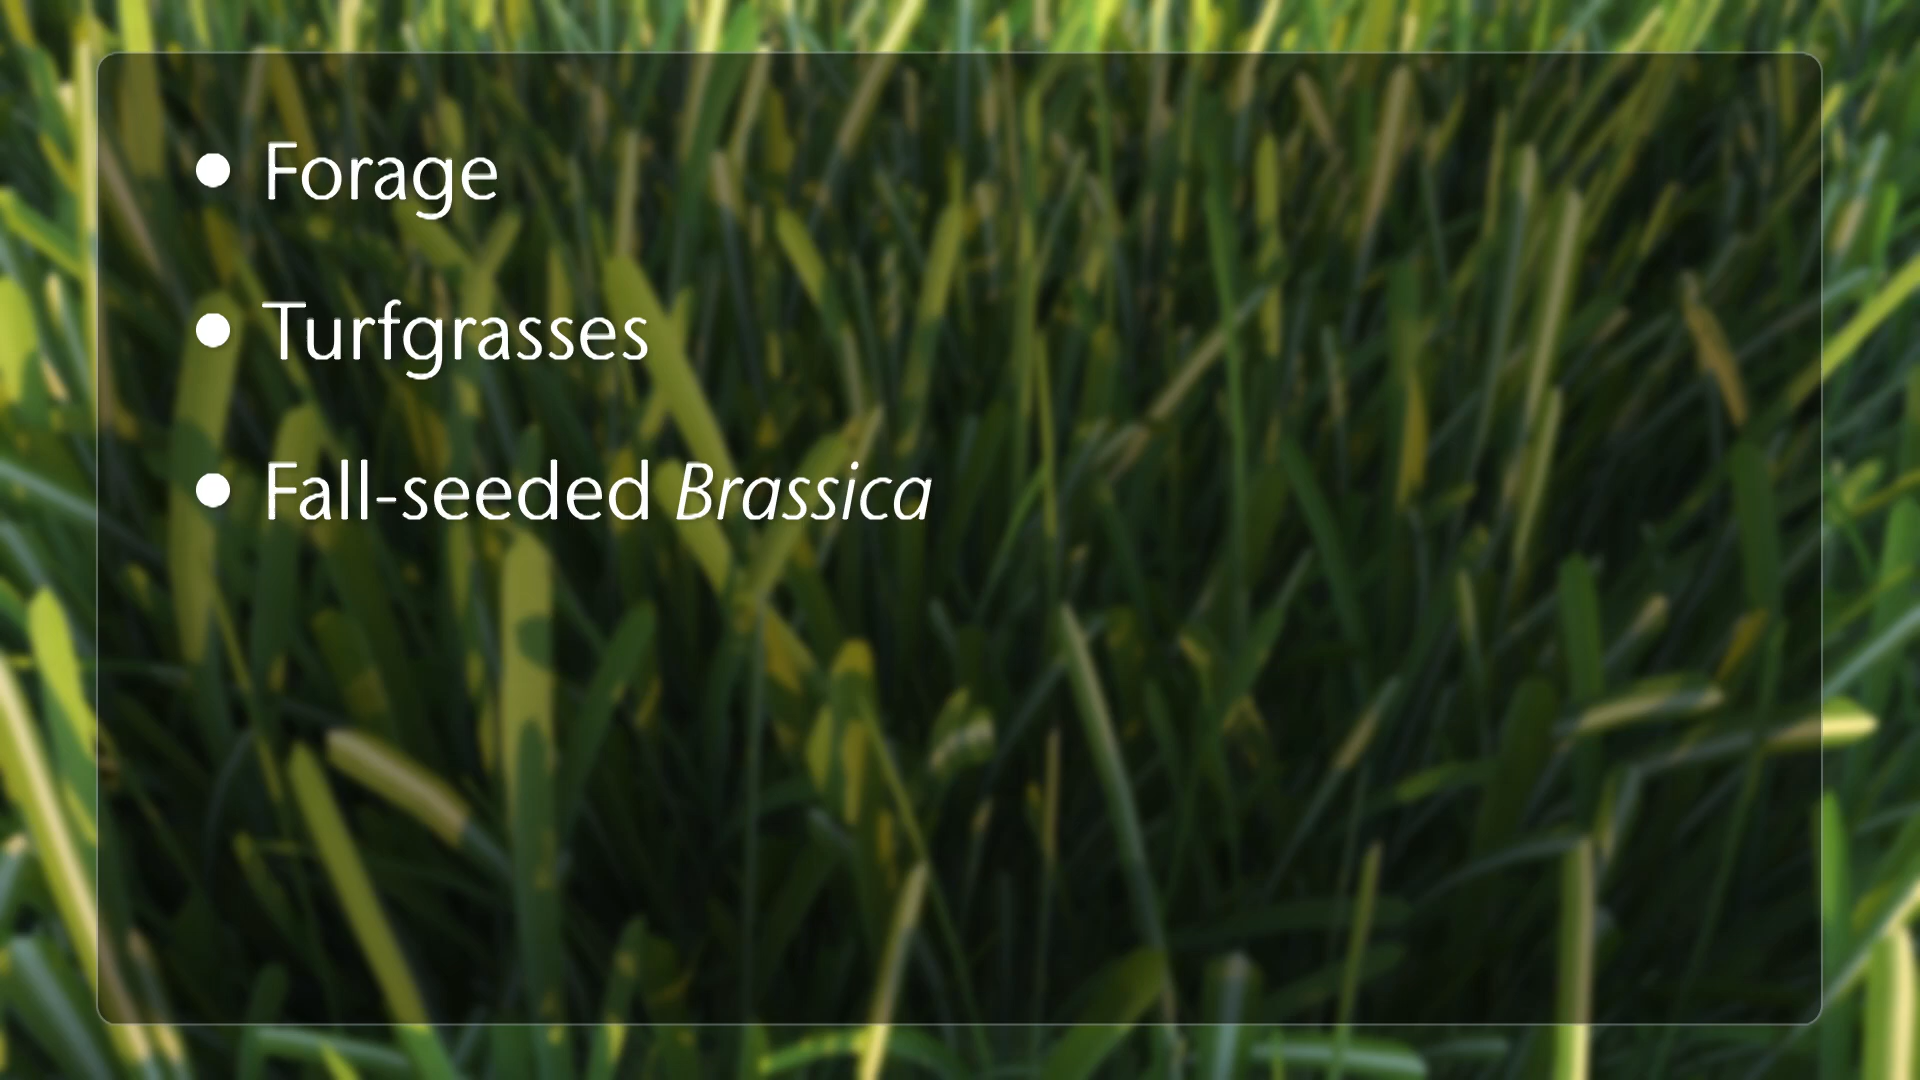 • Forage
• Turfgrasses
• Fall-seeded Brassica